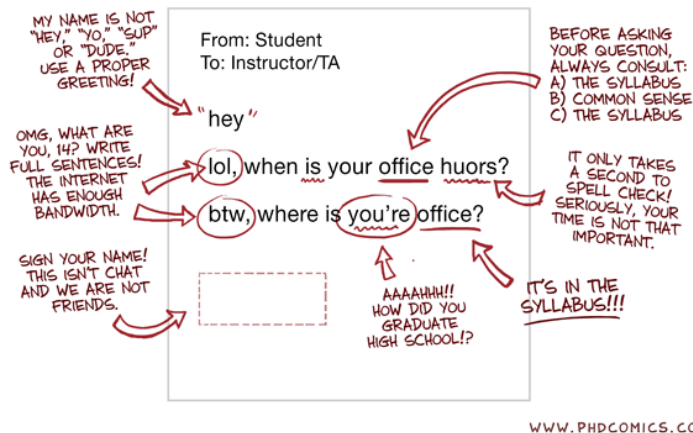 MY NAME IS NOT
"HEY," "YO," "SUP"
OR "DUDE."
USE A PROPER
GREETING!
From: Student
To: Instructor/TA
BEFORE ASKING
YOUR QUESTION,
ALWAYS CONSULT:
A) THE SYLLABUS
B) COMMON SENSE
C) THE SYLLABUS
"hey"
OMG, WHAT ARE
YOU, 14? WRITE
FULL SENTENCES!
THE INTERNET
HAS ENOUGH
BANDWIDTH.
lol, when is your office huors?
btw, where is you're office?
IT ONLY TAKES
A SECOND TO
SPELL CHECK!
SERIOUSLY, YOUR
TIME IS NOT THAT
IMPORTANT.
SIGN YOUR NAME!
THIS ISN'T CHAT
AND WE ARE NOT
FRIENDS.
AAAAHHH!!
HOW DID YOU
GRADUATE
HIGH SCHOOL!?
IT'S IN THE
SYLLABUS!!!
WWW.PHDCOMICS.CO